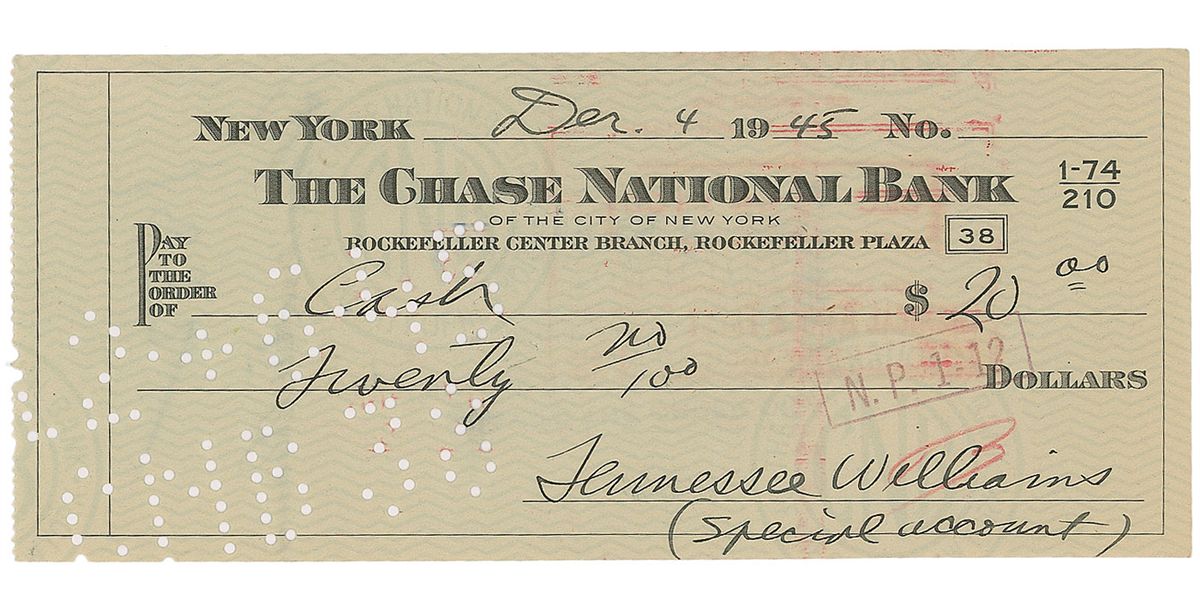 NEW YORK Dec. 4 1945 No.
THE CHASE NATIONAL BANK 1-74
210
OF THE CITY OF NEW YORK
ROCKEFELLER CENTER BRANCH, ROCKEFELLER PLAZA 38
PAY
TO
THE
ORDER
OF Cash $ 20 00
Twenty no/100 DOLLARS
N. P. 1-12
Tennessee Williams
(Special account)